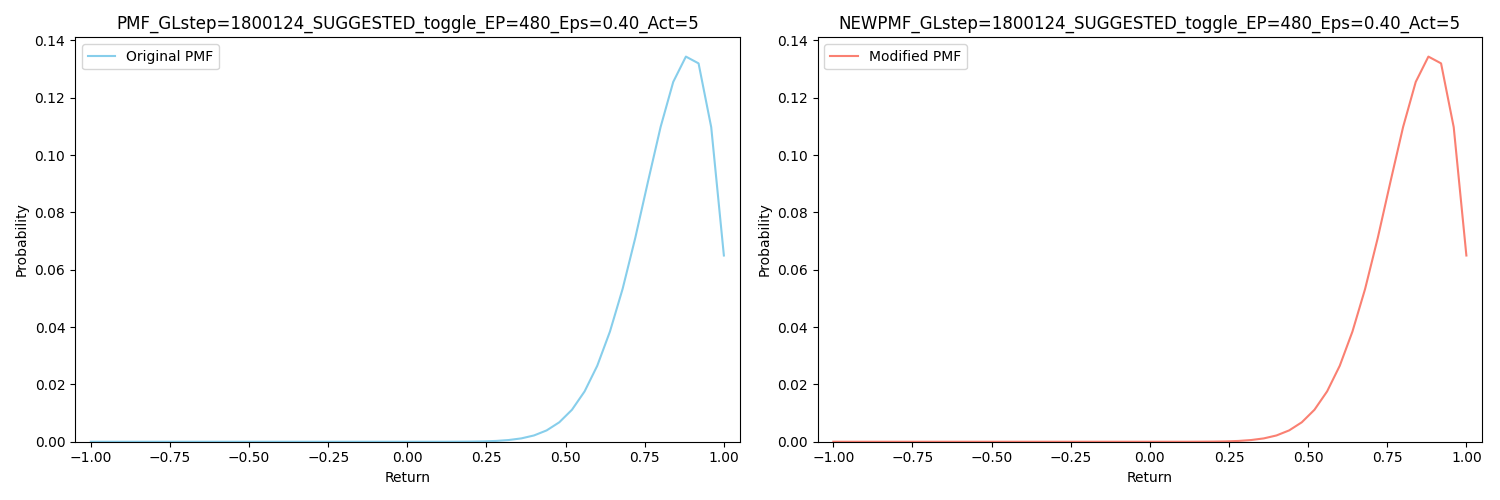 PMF_GLstep=1800124_SUGGESTED_toggle_EP=480_Eps=0.40_Act=5
Original PMF
0.14
0.12
0.10
0.08
0.06
0.04
0.02
0.00
Probability
−1.00 −0.75 −0.50 −0.25 0.00 0.25 0.50 0.75 1.00
Return
NEWPMF_GLstep=1800124_SUGGESTED_toggle_EP=480_Eps=0.40_Act=5
Modified PMF
0.14
0.12
0.10
0.08
0.06
0.04
0.02
0.00
Probability
−1.00 −0.75 −0.50 −0.25 0.00 0.25 0.50 0.75 1.00
Return